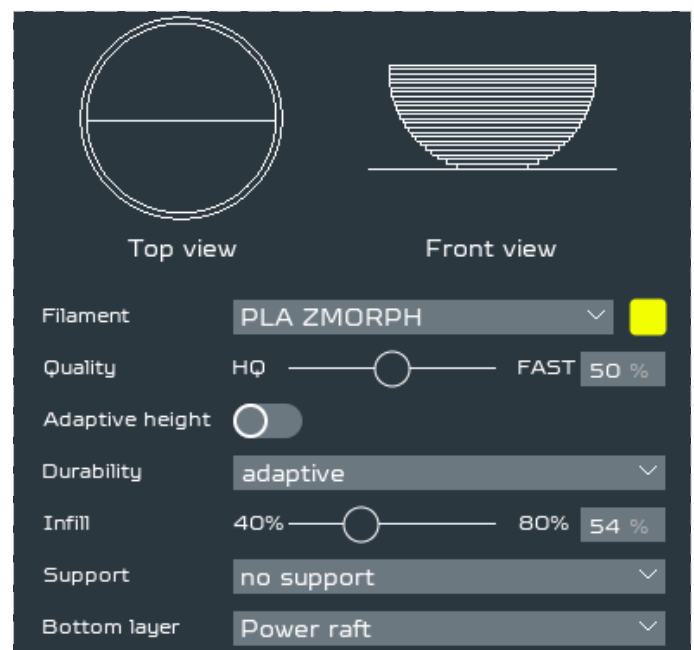 Top view Front view
Filament PLA ZMORPH
Quality HQ FAST 50 %
Adaptive height
Durability adaptive
Infill 40% 80% 54 %
Support no support
Bottom layer Power raft